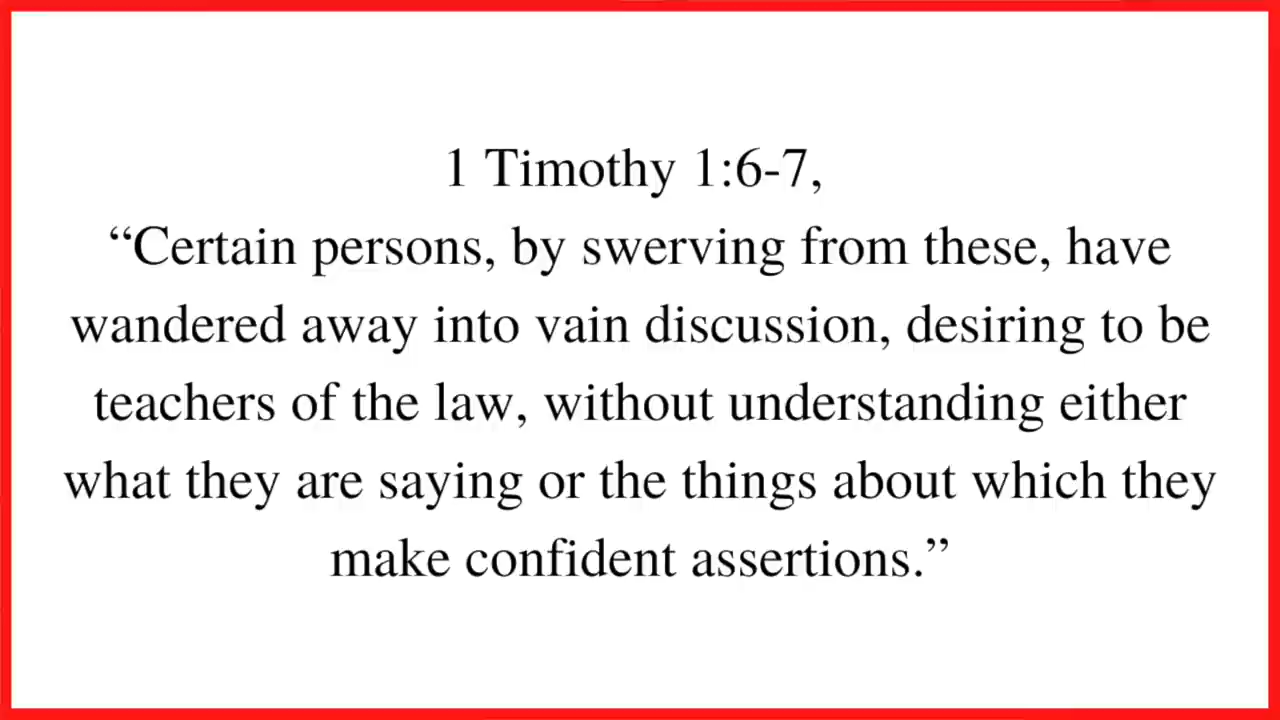 1 Timothy 1:6-7,
“Certain persons, by swerving from these, have
wandered away into vain discussion, desiring to be
teachers of the law, without understanding either
what they are saying or the things about which they
make confident assertions.”